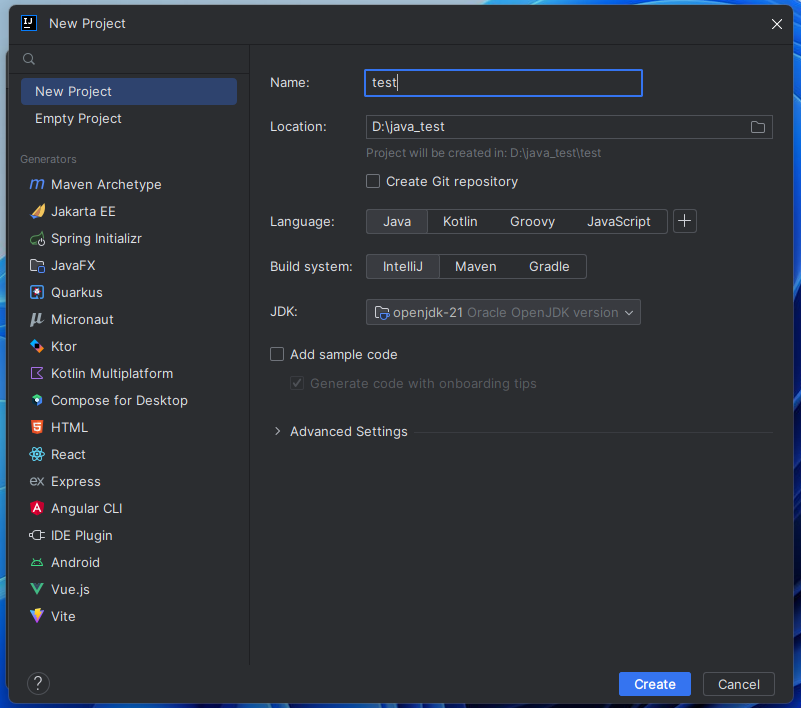 New Project
New Project
Empty Project
Generators
Maven Archetype
Jakarta EE
Spring Initializr
JavaFX
Quarkus
Micronaut
Ktor
Kotlin Multiplatform
Compose for Desktop
HTML
React
Express
Angular CLI
IDE Plugin
Android
Vue.js
Vite
Name: test
Location: D:\java_test
Project will be created in: D:\java_test\test
Create Git repository
Language: Java Kotlin Groovy JavaScript
Build system: IntelliJ Maven Gradle
JDK: openjdk-21 Oracle OpenJDK version
Add sample code
Generate code with onboarding tips
Advanced Settings
? Create Cancel